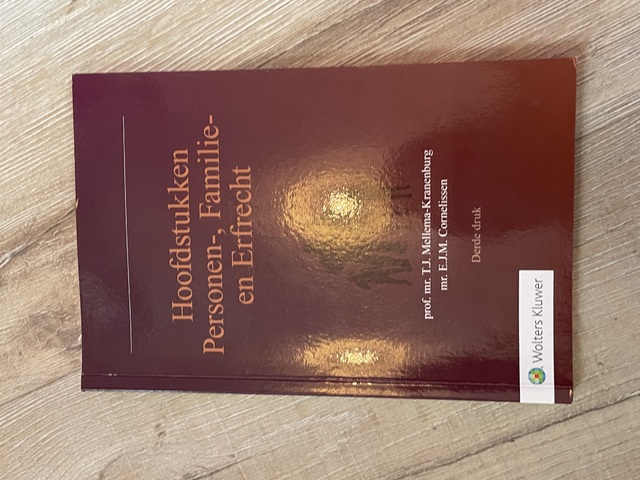 Hoofdstukken
Personen-, Familie-
en Erfrecht
prof. mr. T.J. Mellema-Kranenburg
mr. E.J.M. Cornelissen
Derde druk
Wolters Kluwer